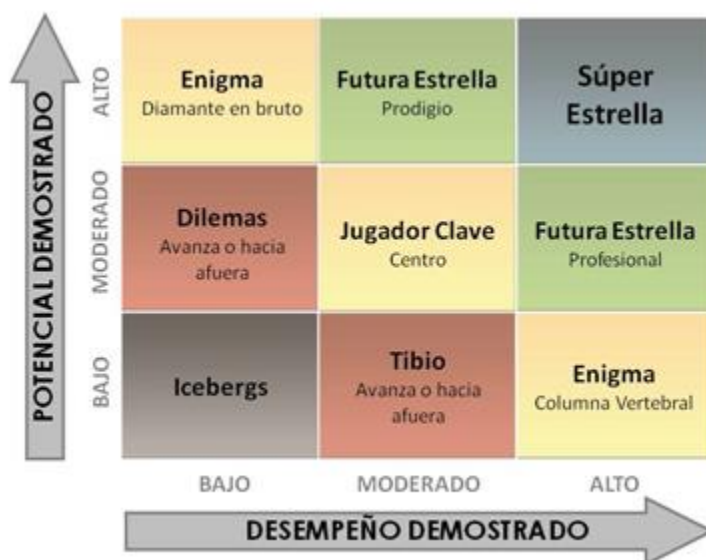 POTENCIAL DEMOSTRADO
ALTO
Enigma
Diamante en bruto
Futura Estrella
Prodigio
Súper
Estrella
MODERADO
Dilemas
Avanza o hacia
afuera
Jugador Clave
Centro
Futura Estrella
Profesional
BAJO
Icebergs
Tibio
Avanza o hacia
afuera
Enigma
Columna Vertebral
BAJO
MODERADO
ALTO
DESEMPEÑO DEMOSTRADO